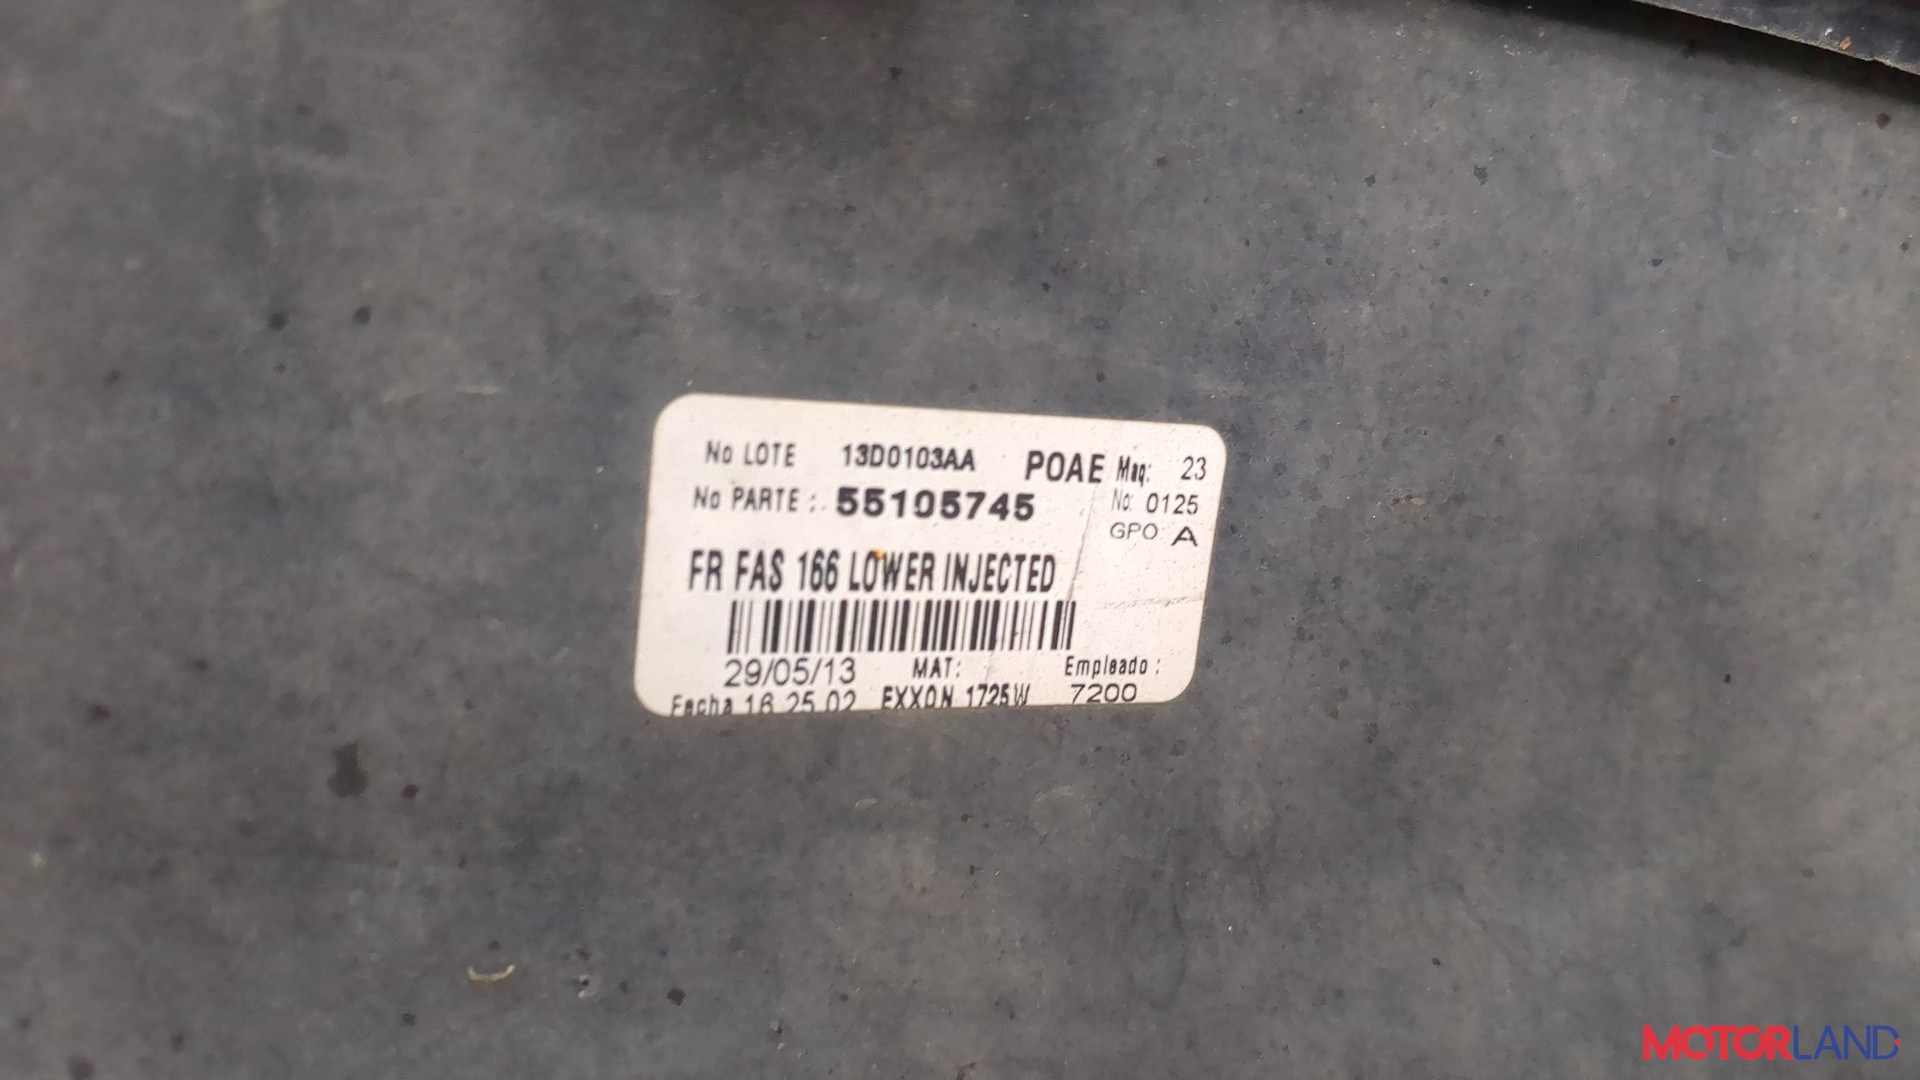 No LOTE 13D0103AA POAE Maq: 23
No PARTE: 55105745 No: 0125
GPO: A
FR FAS 166 LOWER INJECTED
29/05/13 MAT: Empleado:
Fecha 16 25 02 EXXON 1725W 7200
MOTORLAND